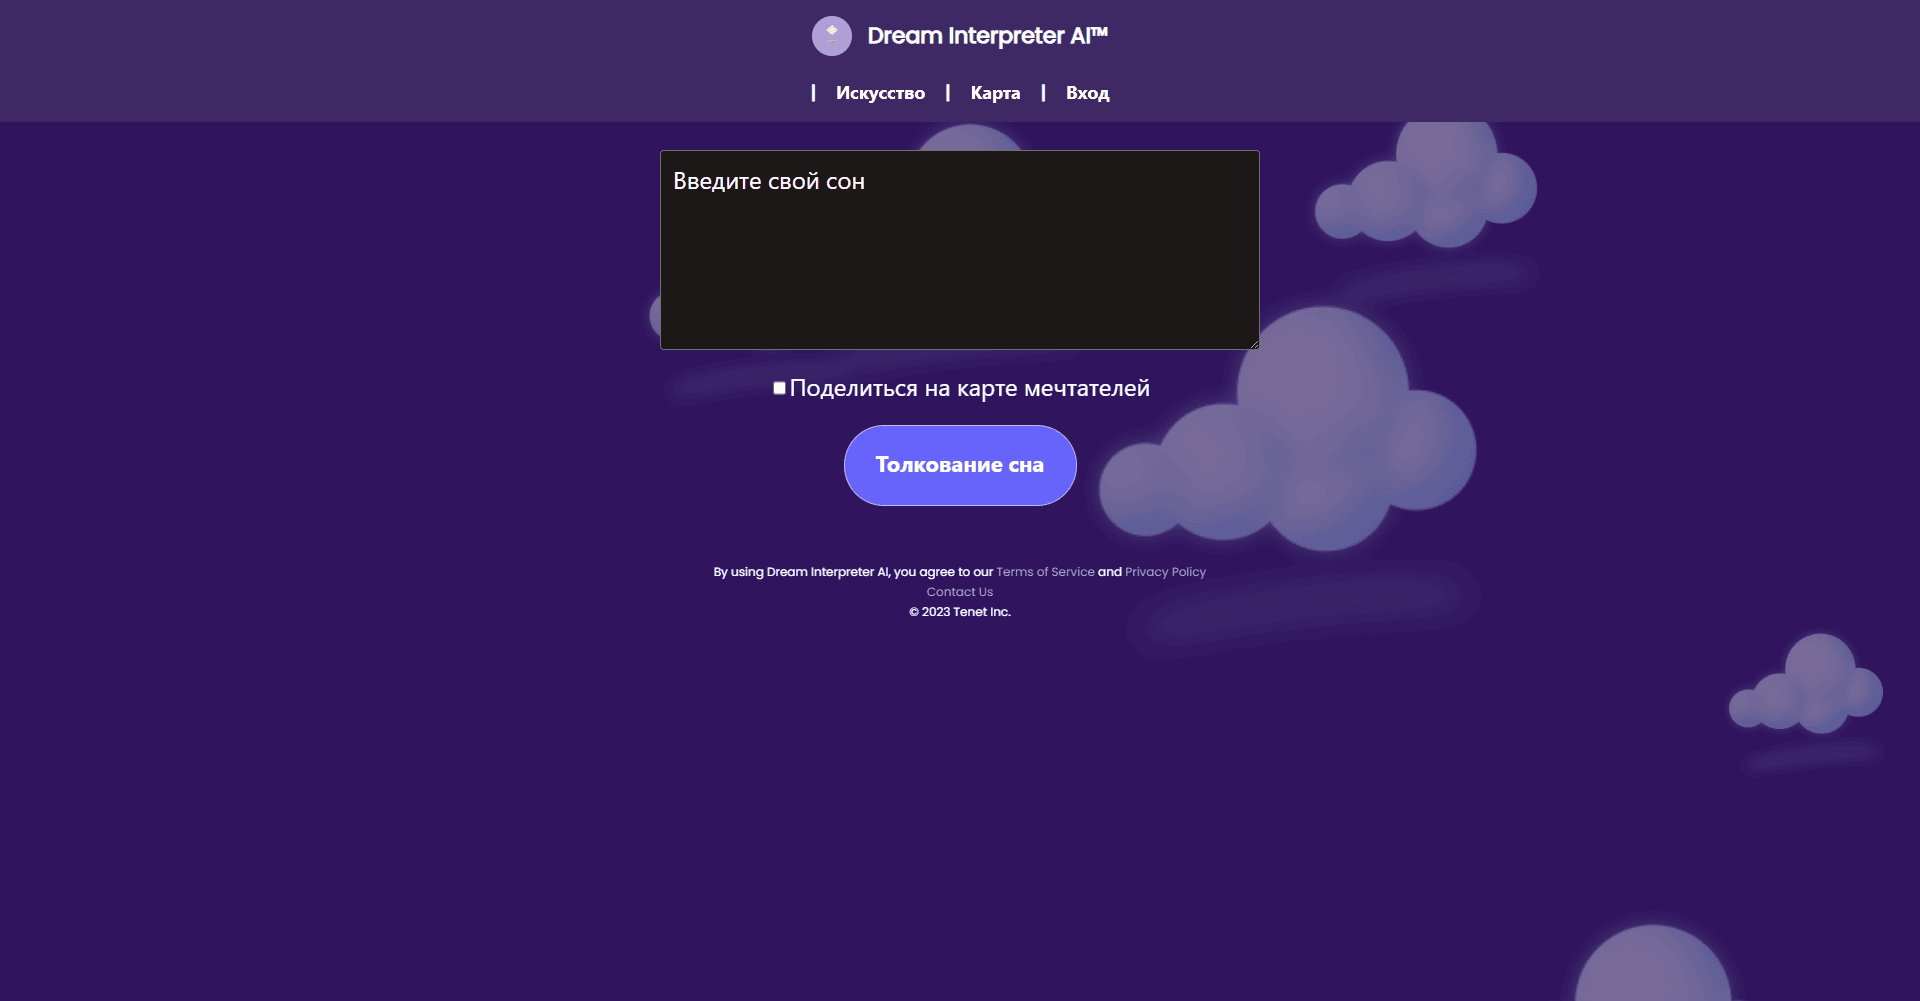 Dream Interpreter AI™
| Искусство | Карта | Вход
Введите свой сон
Поделиться на карте мечтателей
Толкование сна
By using Dream Interpreter AI, you agree to our Terms of Service and Privacy Policy
Contact Us
© 2023 Tenet Inc.